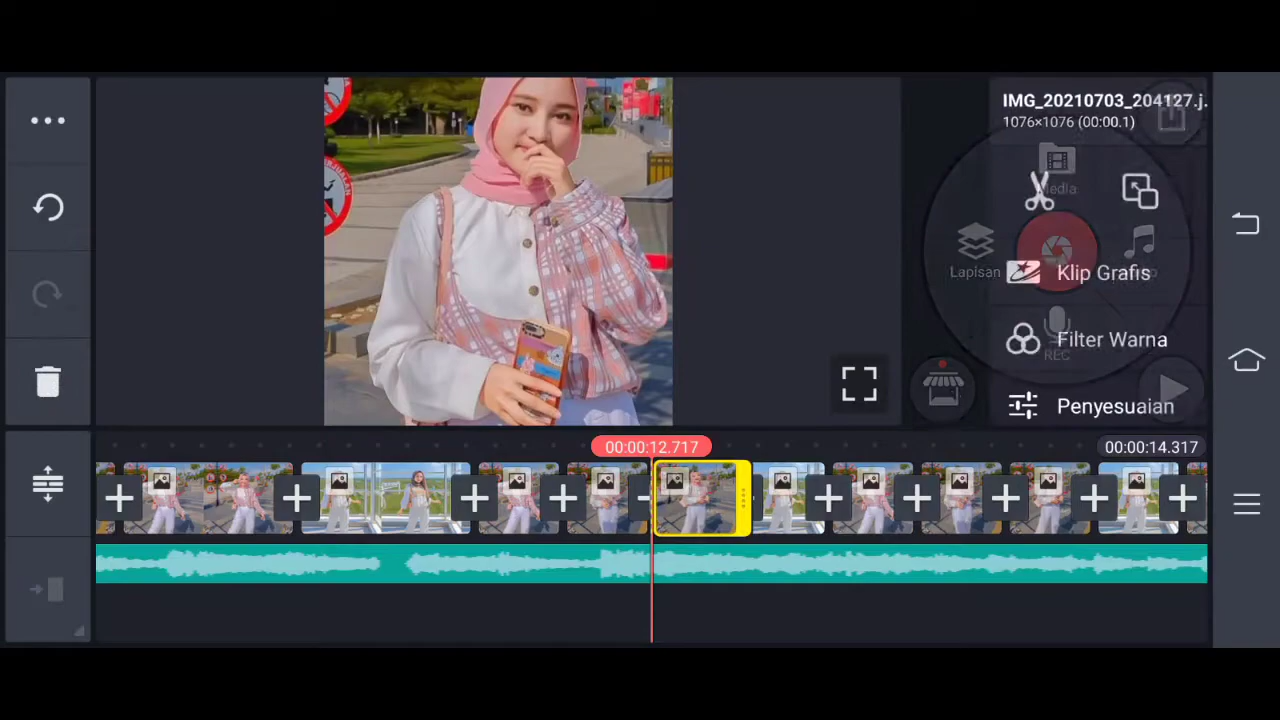 IMG_20210703_204127.j.
1076×1076 (00:00.1)
Media
Lapisan
Klip Grafis
REC
Filter Warna
Penyesuaian
00:00:12.717
00:00:14.317